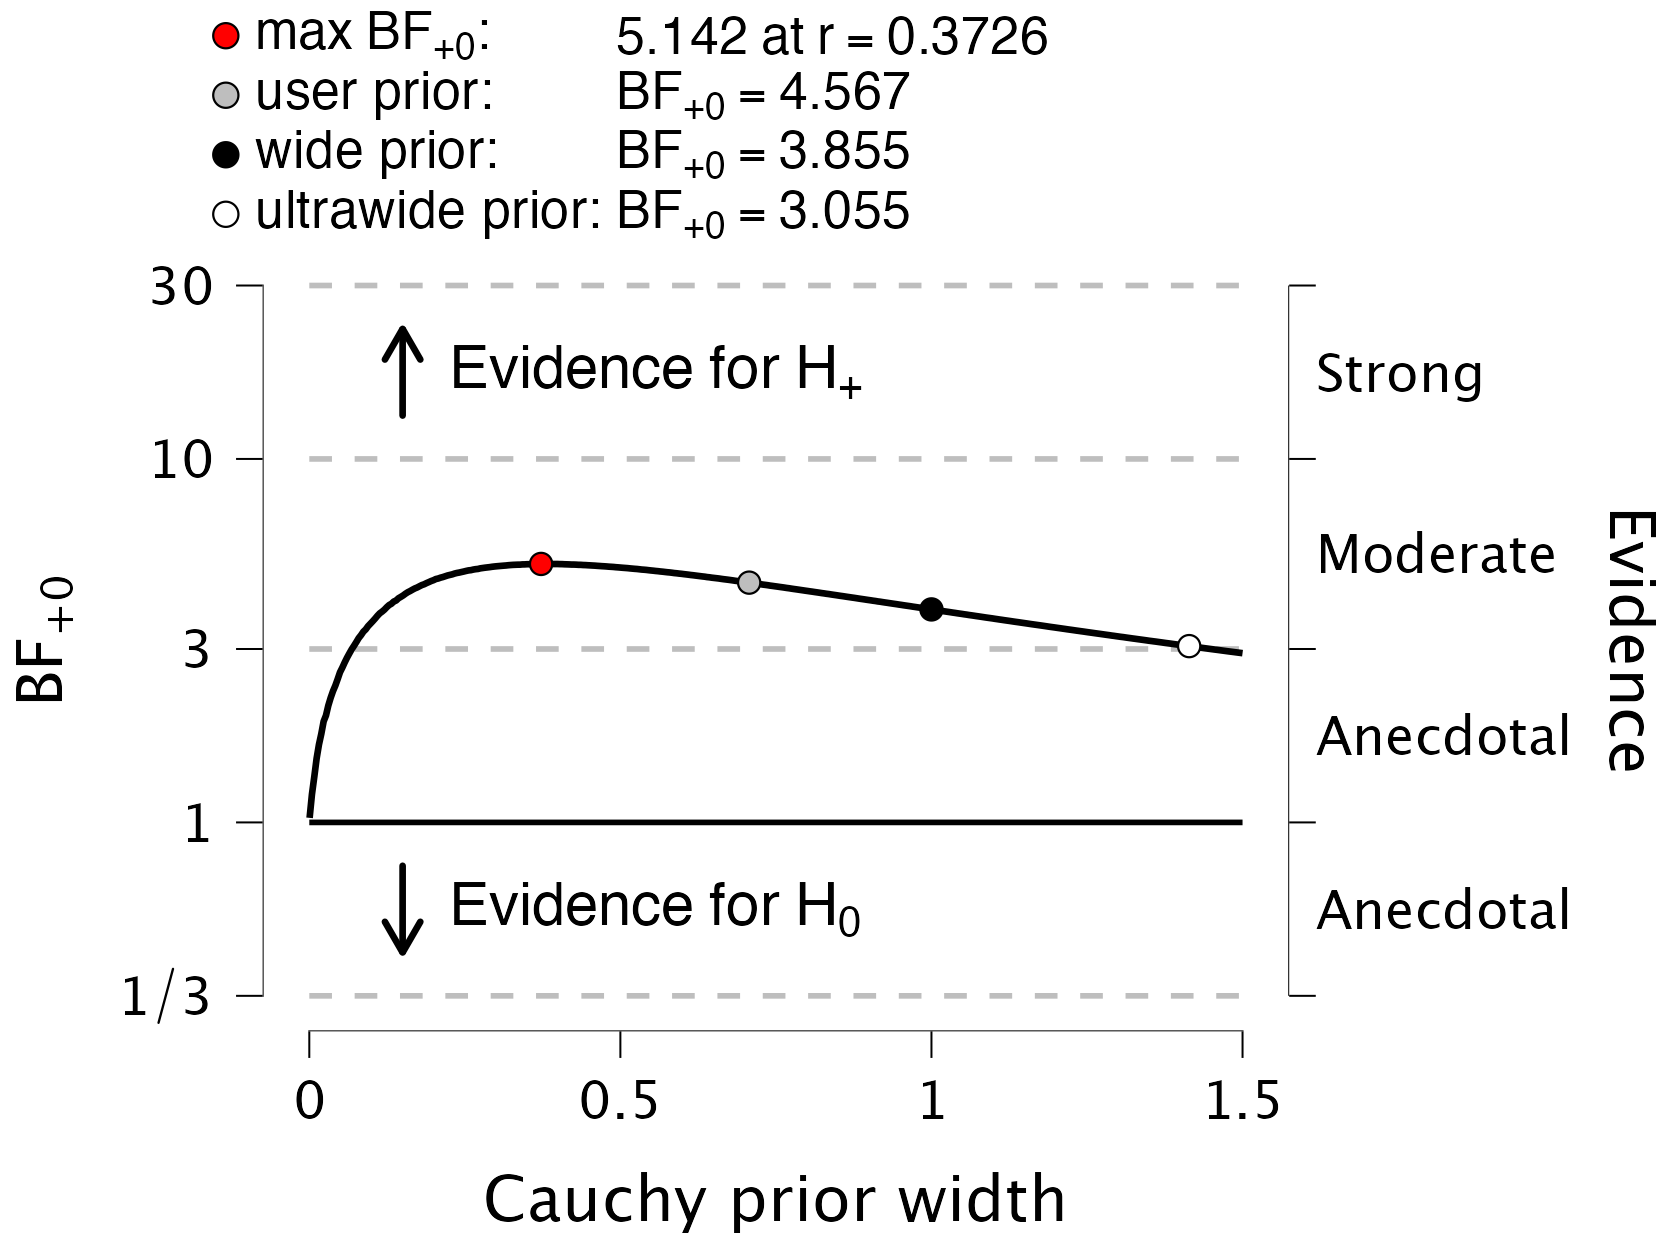 max BF+0: 5.142 at r = 0.3726
user prior: BF+0 = 4.567
wide prior: BF+0 = 3.855
ultrawide prior: BF+0 = 3.055
30
Evidence for H+
Strong
10
Moderate
3
Anecdotal
1
Evidence for H0
Anecdotal
1/3
BF+0
Evidence
0 0.5 1 1.5
Cauchy prior width